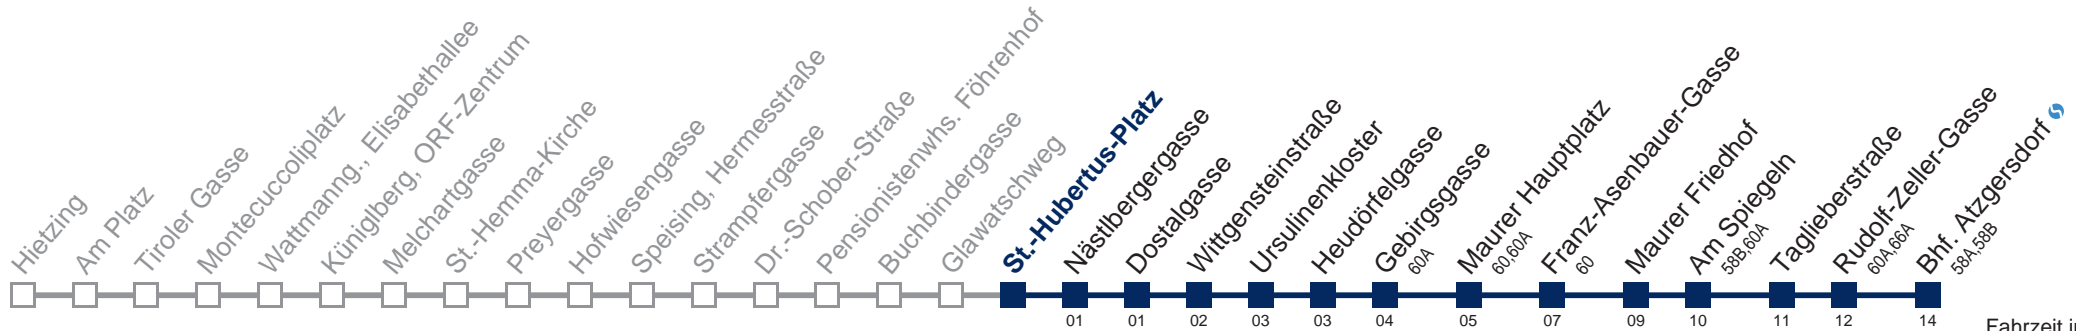 Hietzing
Am Platz
Tiroler Gasse
Montecuccoliplatz
Wattmanng., Elisabethallee
Küniglberg, ORF-Zentrum
Melchartgasse
St.-Hemma-Kirche
Preyergasse
Hofwiesengasse
Speising, Hermesstraße
Strampfergasse
Dr.-Schober-Straße
Pensionistenwhs. Föhrenhof
Buchbindergasse
Glawatschweg
St.-Hubertus-Platz
Nästlbergergasse
01
Dostalgasse
01
Wittgensteinstraße
02
Ursulinenkloster
03
Heudörfelgasse
03
Gebirgsgasse
60A
04
Maurer Hauptplatz
60,60A
05
Franz-Asenbauer-Gasse
60
07
Maurer Friedhof
09
Am Spiegeln
58B,60A
10
Taglieberstraße
11
Rudolf-Zeller-Gasse
60A,66A
12
Bhf. Atzgersdorf
58A,58B
14
Fahrzeit